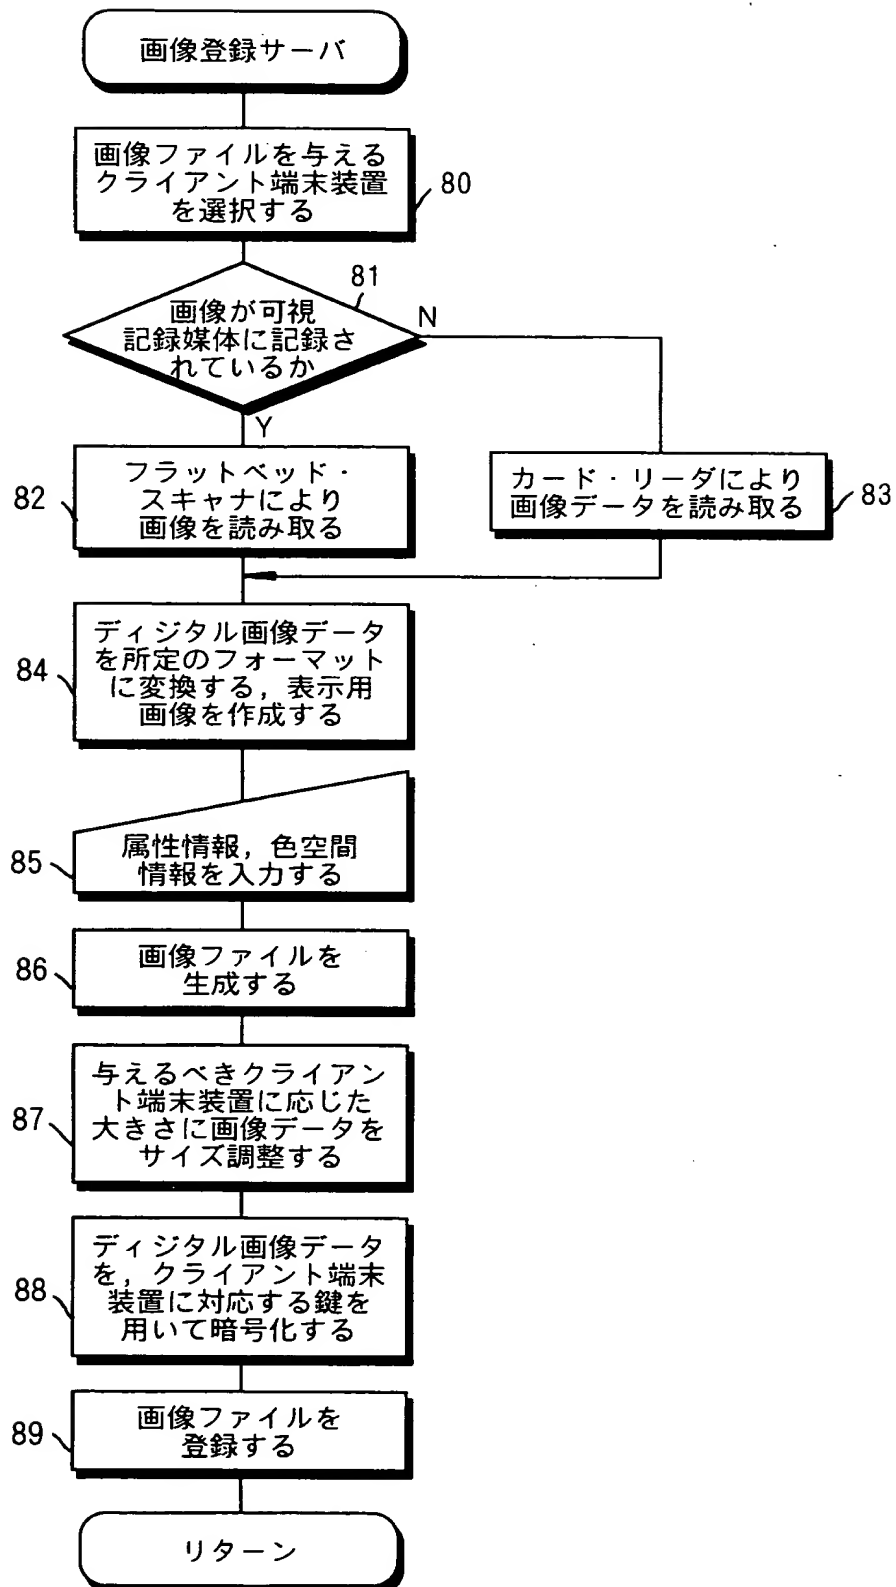 画像登録サーバ
画像ファイルを与える
クライアント端末装置
を選択する
80
81
画像が可視
記録媒体に記録さ
れているか
N
Y
フラットベッド・
スキャナにより
画像を読み取る
82
カード・リーダにより
画像データを読み取る
83
ディジタル画像データ
を所定のフォーマット
に変換する，表示用
画像を作成する
84
属性情報，色空間
情報を入力する
85
画像ファイルを
生成する
86
与えるべきクライアン
ト端末装置に応じた
大きさに画像データを
サイズ調整する
87
ディジタル画像データ
を，クライアント端末
装置に対応する鍵を
用いて暗号化する
88
画像ファイルを
登録する
89
リターン